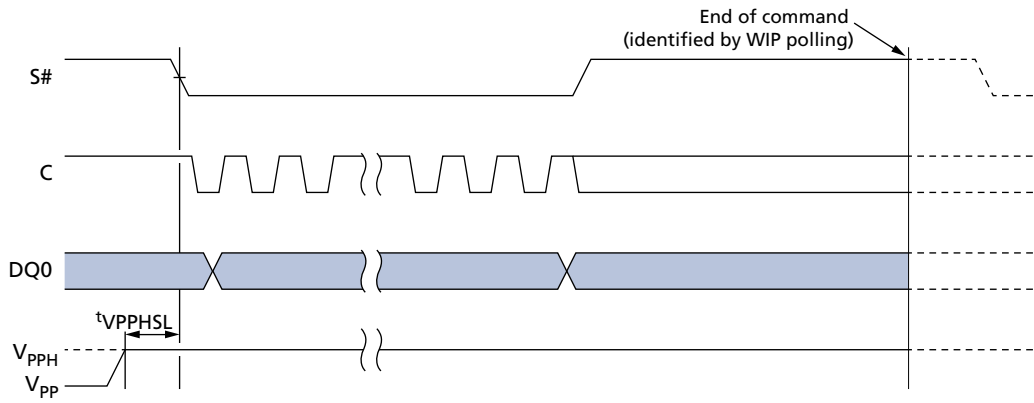 End of command
(identified by WIP polling)
S#
C
DQ0
tVPPHSL
VPPH
VPP